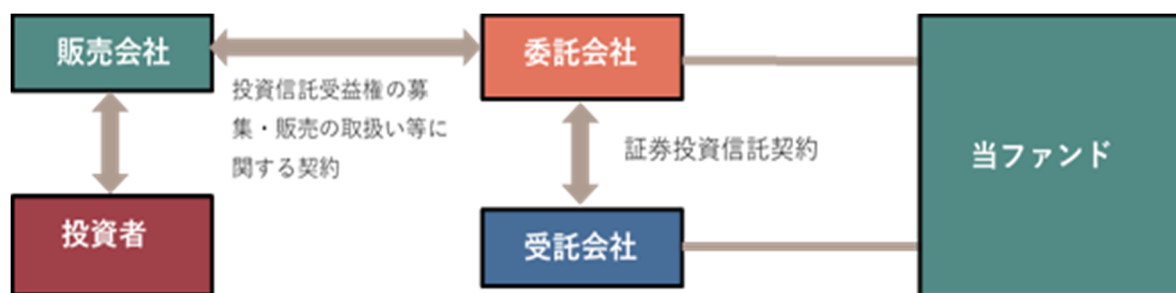 販売会社
委託会社
投資信託受益権の募
集・販売の取扱い等に
関する契約
証券投資信託契約
当ファンド
投資者
受託会社